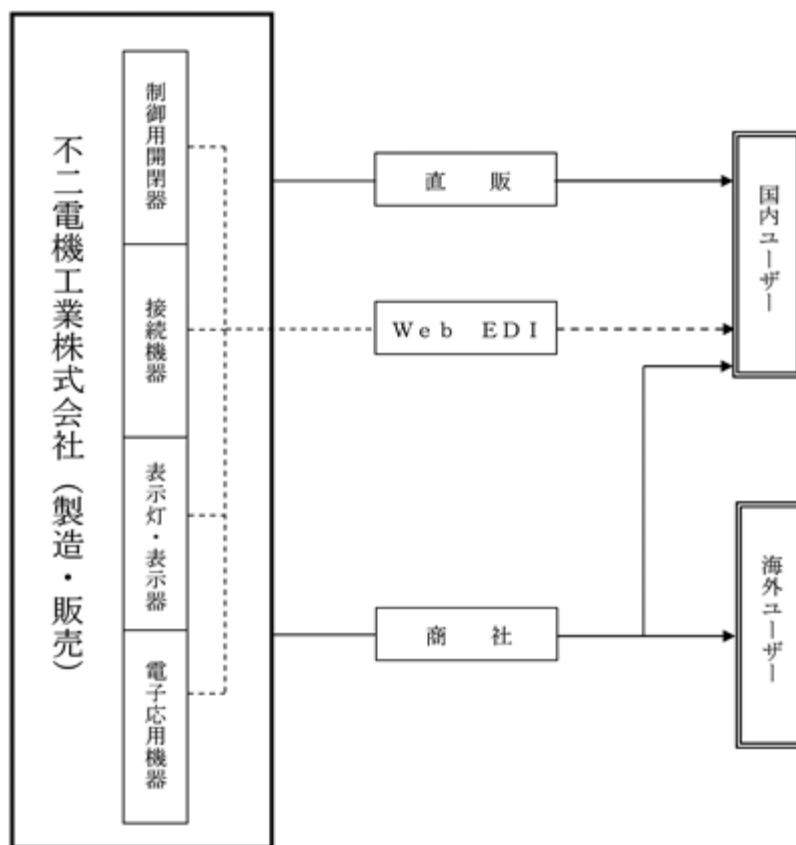 不二電機工業株式会社（製造・販売）
制御用開閉器
接続機器
表示灯・表示器
電子応用機器
直　販
Ｗｅｂ　ＥＤＩ
商　社
国内ユーザー
海外ユーザー